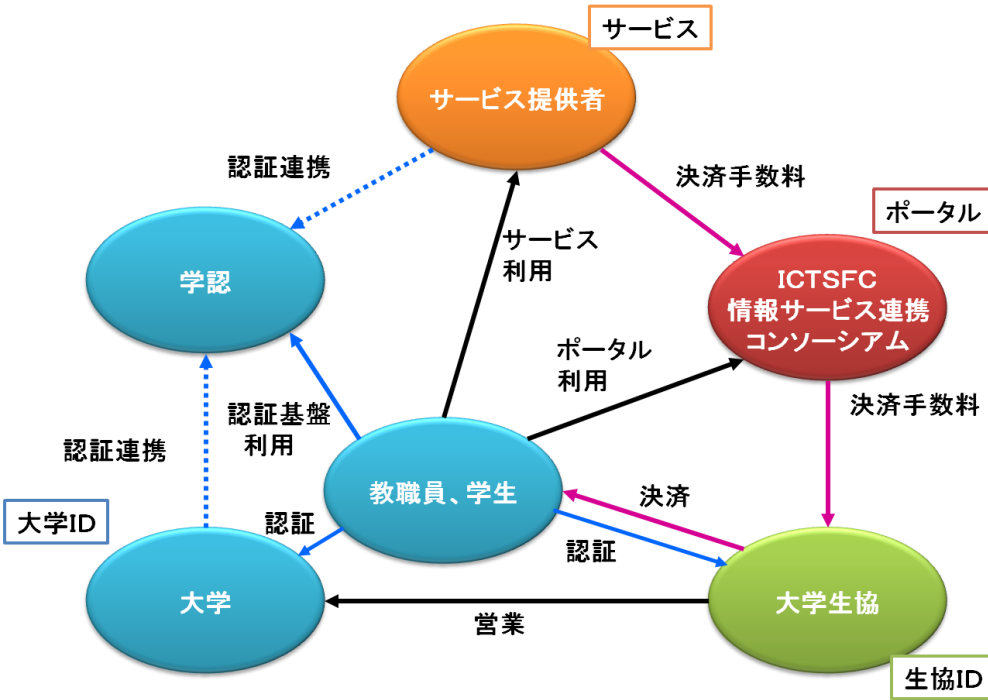 サービス
サービス提供者
認証連携
決済手数料
ポータル
サービス
利用
学認
ICTSFC
情報サービス連携
コンソーシアム
ポータル
利用
認証基盤
利用
決済手数料
認証連携
教職員、学生
決済
大学ID
認証
認証
大学
大学生協
営業
生協ID